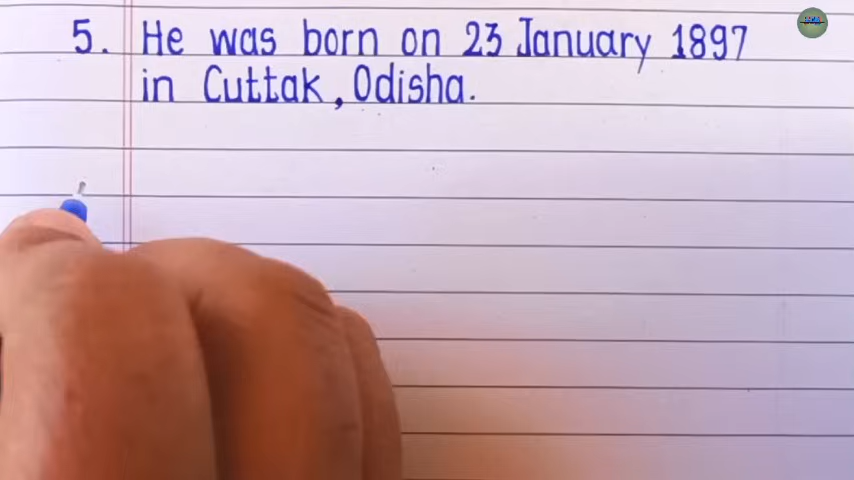 5. He was born on 23 January 1897
in Cuttak, Odisha.